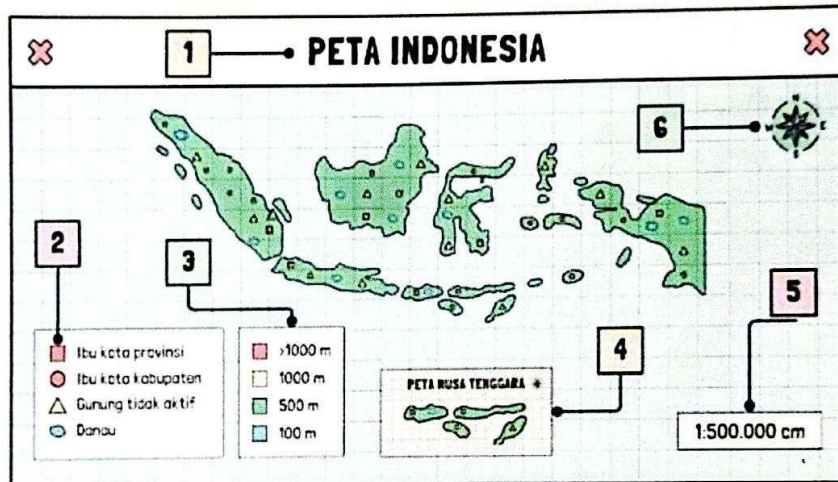 1 PETA INDONESIA
6
N
W E
S
2
3
5
4
Ibu kota provinsi
Ibu kota kabupaten
Gunung tidak aktif
Danau
>1000 m
1000 m
500 m
100 m
PETA NUSA TENGGARA
1:500.000 cm